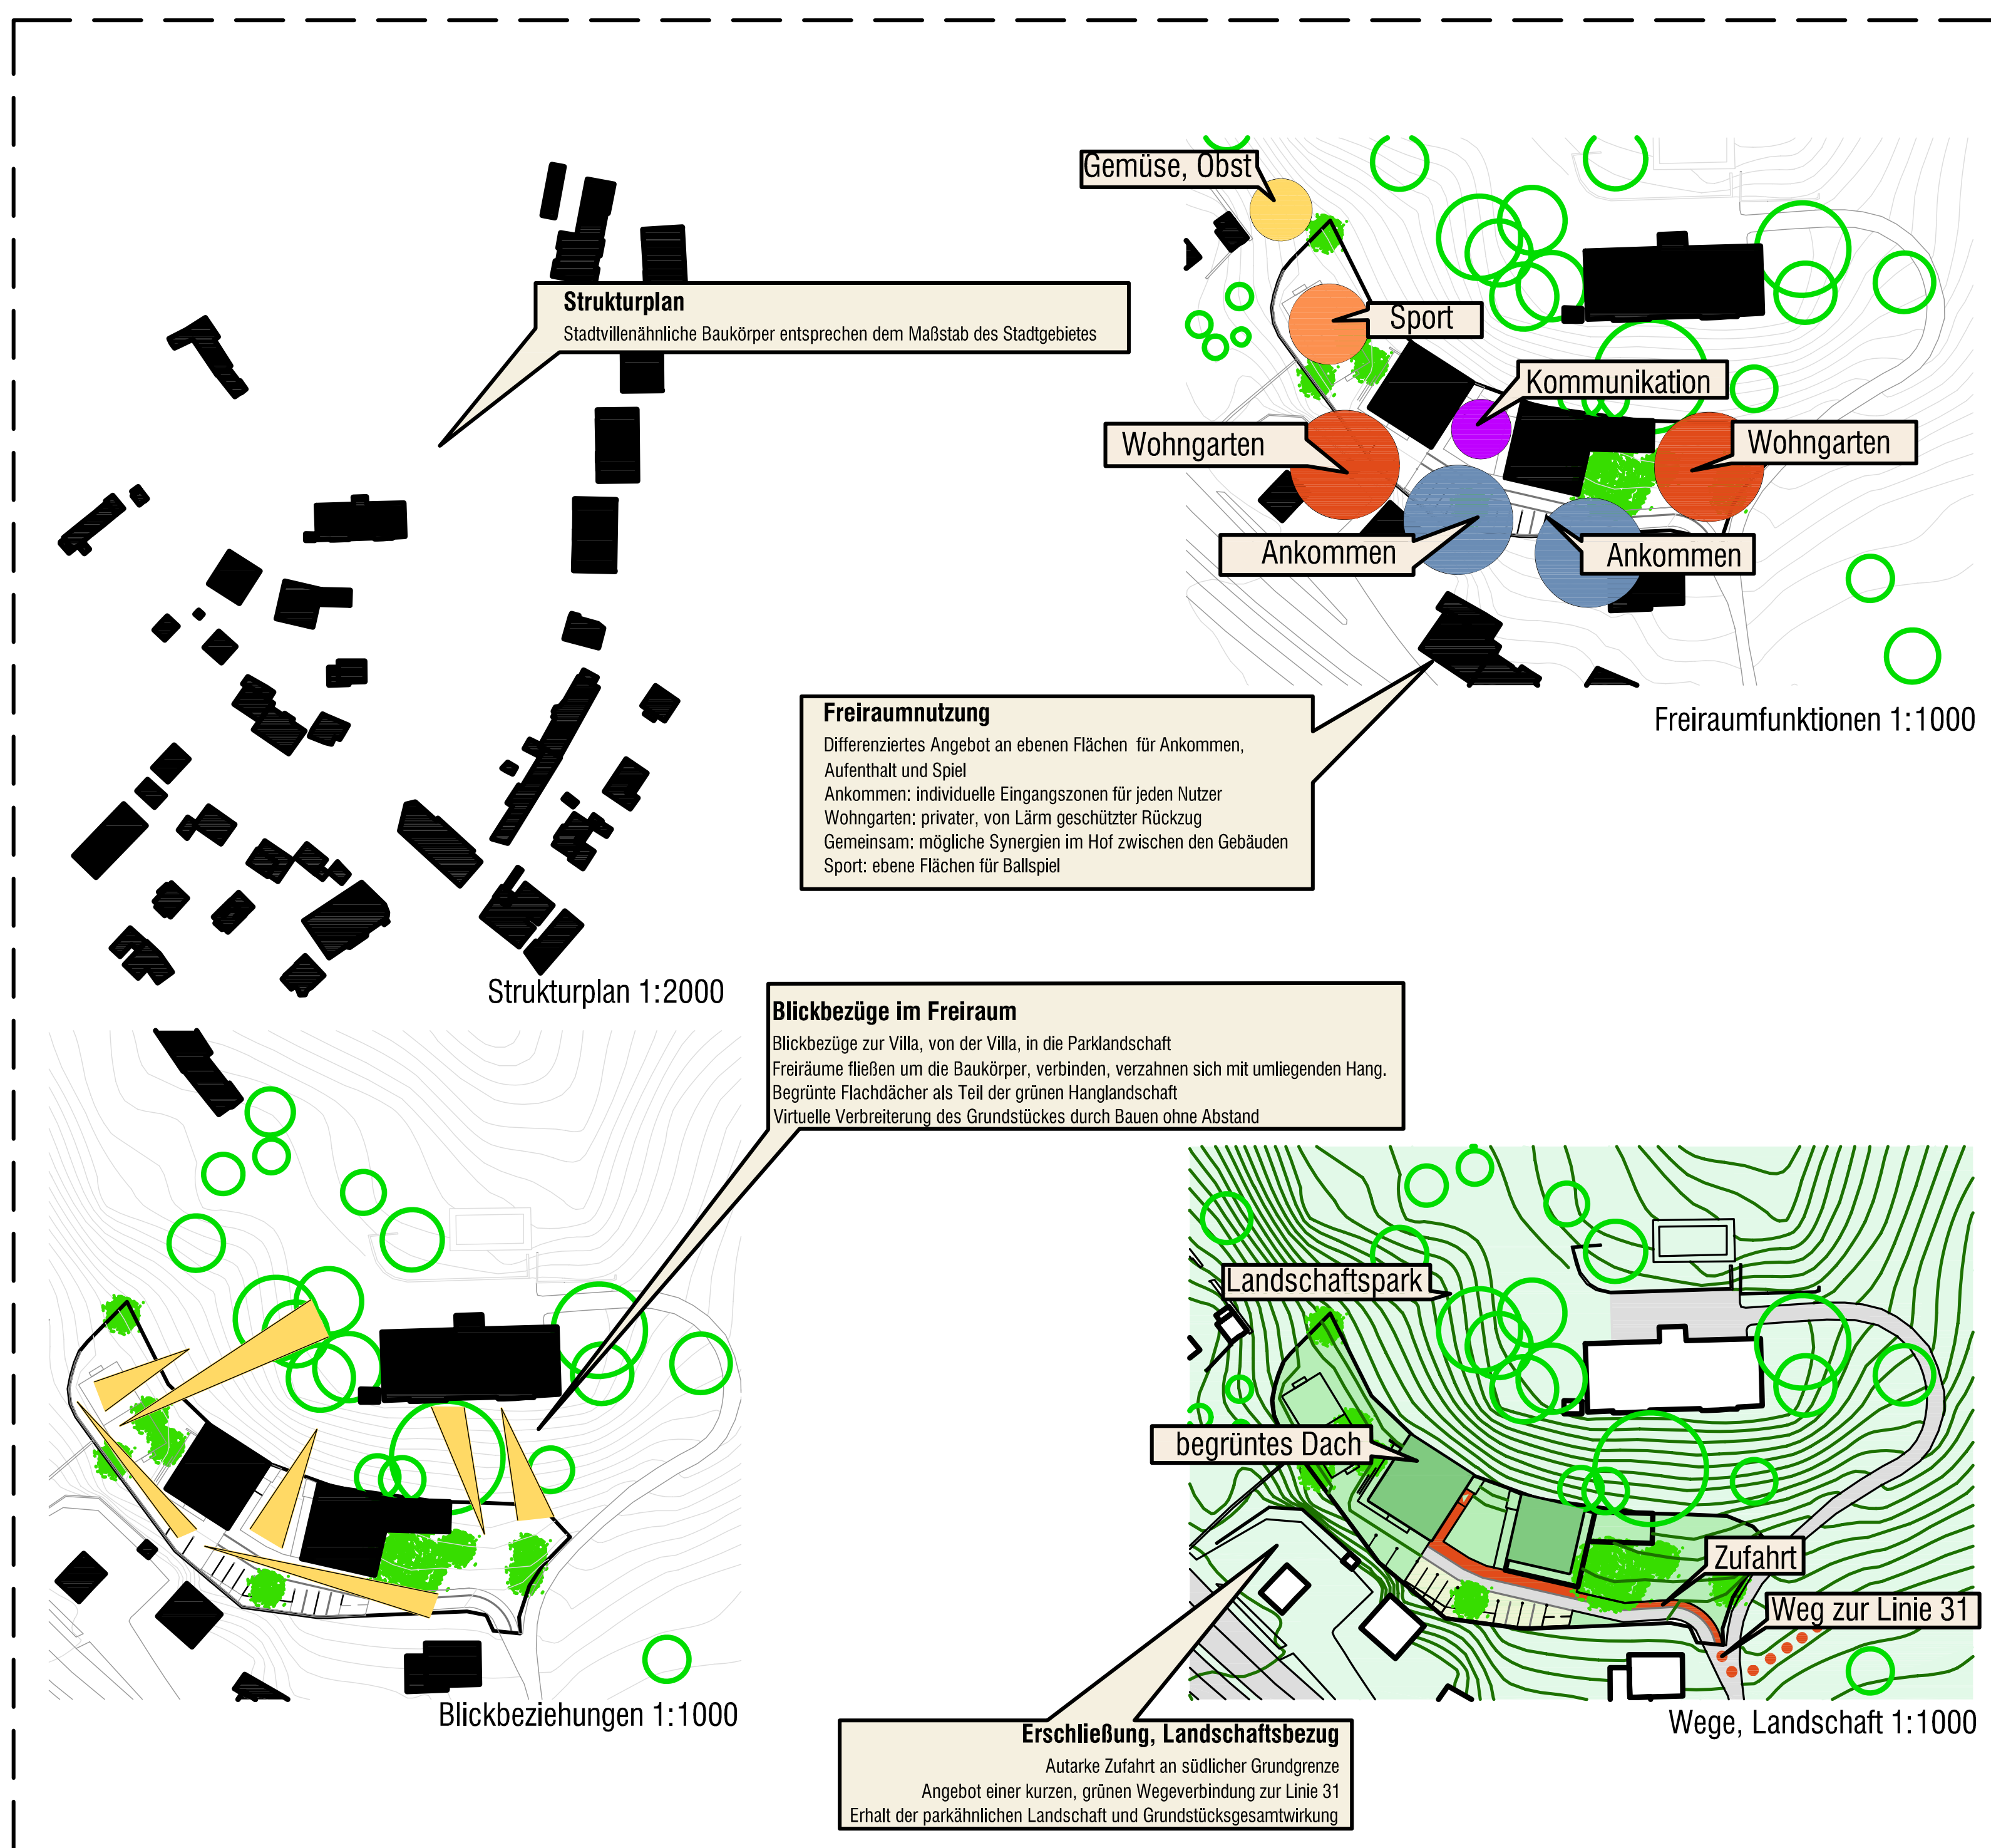 Strukturplan
Stadtvillenähnliche Baukörper entsprechen dem Maßstab des Stadtgebietes
Strukturplan 1:2000
Gemüse, Obst
Sport
Kommunikation
Wohngarten
Wohngarten
Ankommen
Ankommen
Freiraumfunktionen 1:1000
Freiraumnutzung
Differenziertes Angebot an ebenen Flächen für Ankommen,
Aufenthalt und Spiel
Ankommen: individuelle Eingangszonen für jeden Nutzer
Wohngarten: privater, von Lärm geschützter Rückzug
Gemeinsam: mögliche Synergien im Hof zwischen den Gebäuden
Sport: ebene Flächen für Ballspiel
Blickbezüge im Freiraum
Blickbezüge zur Villa, von der Villa, in die Parklandschaft
Freiräume fließen um die Baukörper, verbinden, verzahnen sich mit umliegenden Hang.
Begrünte Flachdächer als Teil der grünen Hanglandschaft
Virtuelle Verbreiterung des Grundstückes durch Bauen ohne Abstand
Blickbeziehungen 1:1000
Landschaftspark
begrüntes Dach
Zufahrt
Weg zur Linie 31
Wege, Landschaft 1:1000
Erschließung, Landschaftsbezug
Autarke Zufahrt an südlicher Grundgrenze
Angebot einer kurzen, grünen Wegeverbindung zur Linie 31
Erhalt der parkähnlichen Landschaft und Grundstücksgesamtwirkung